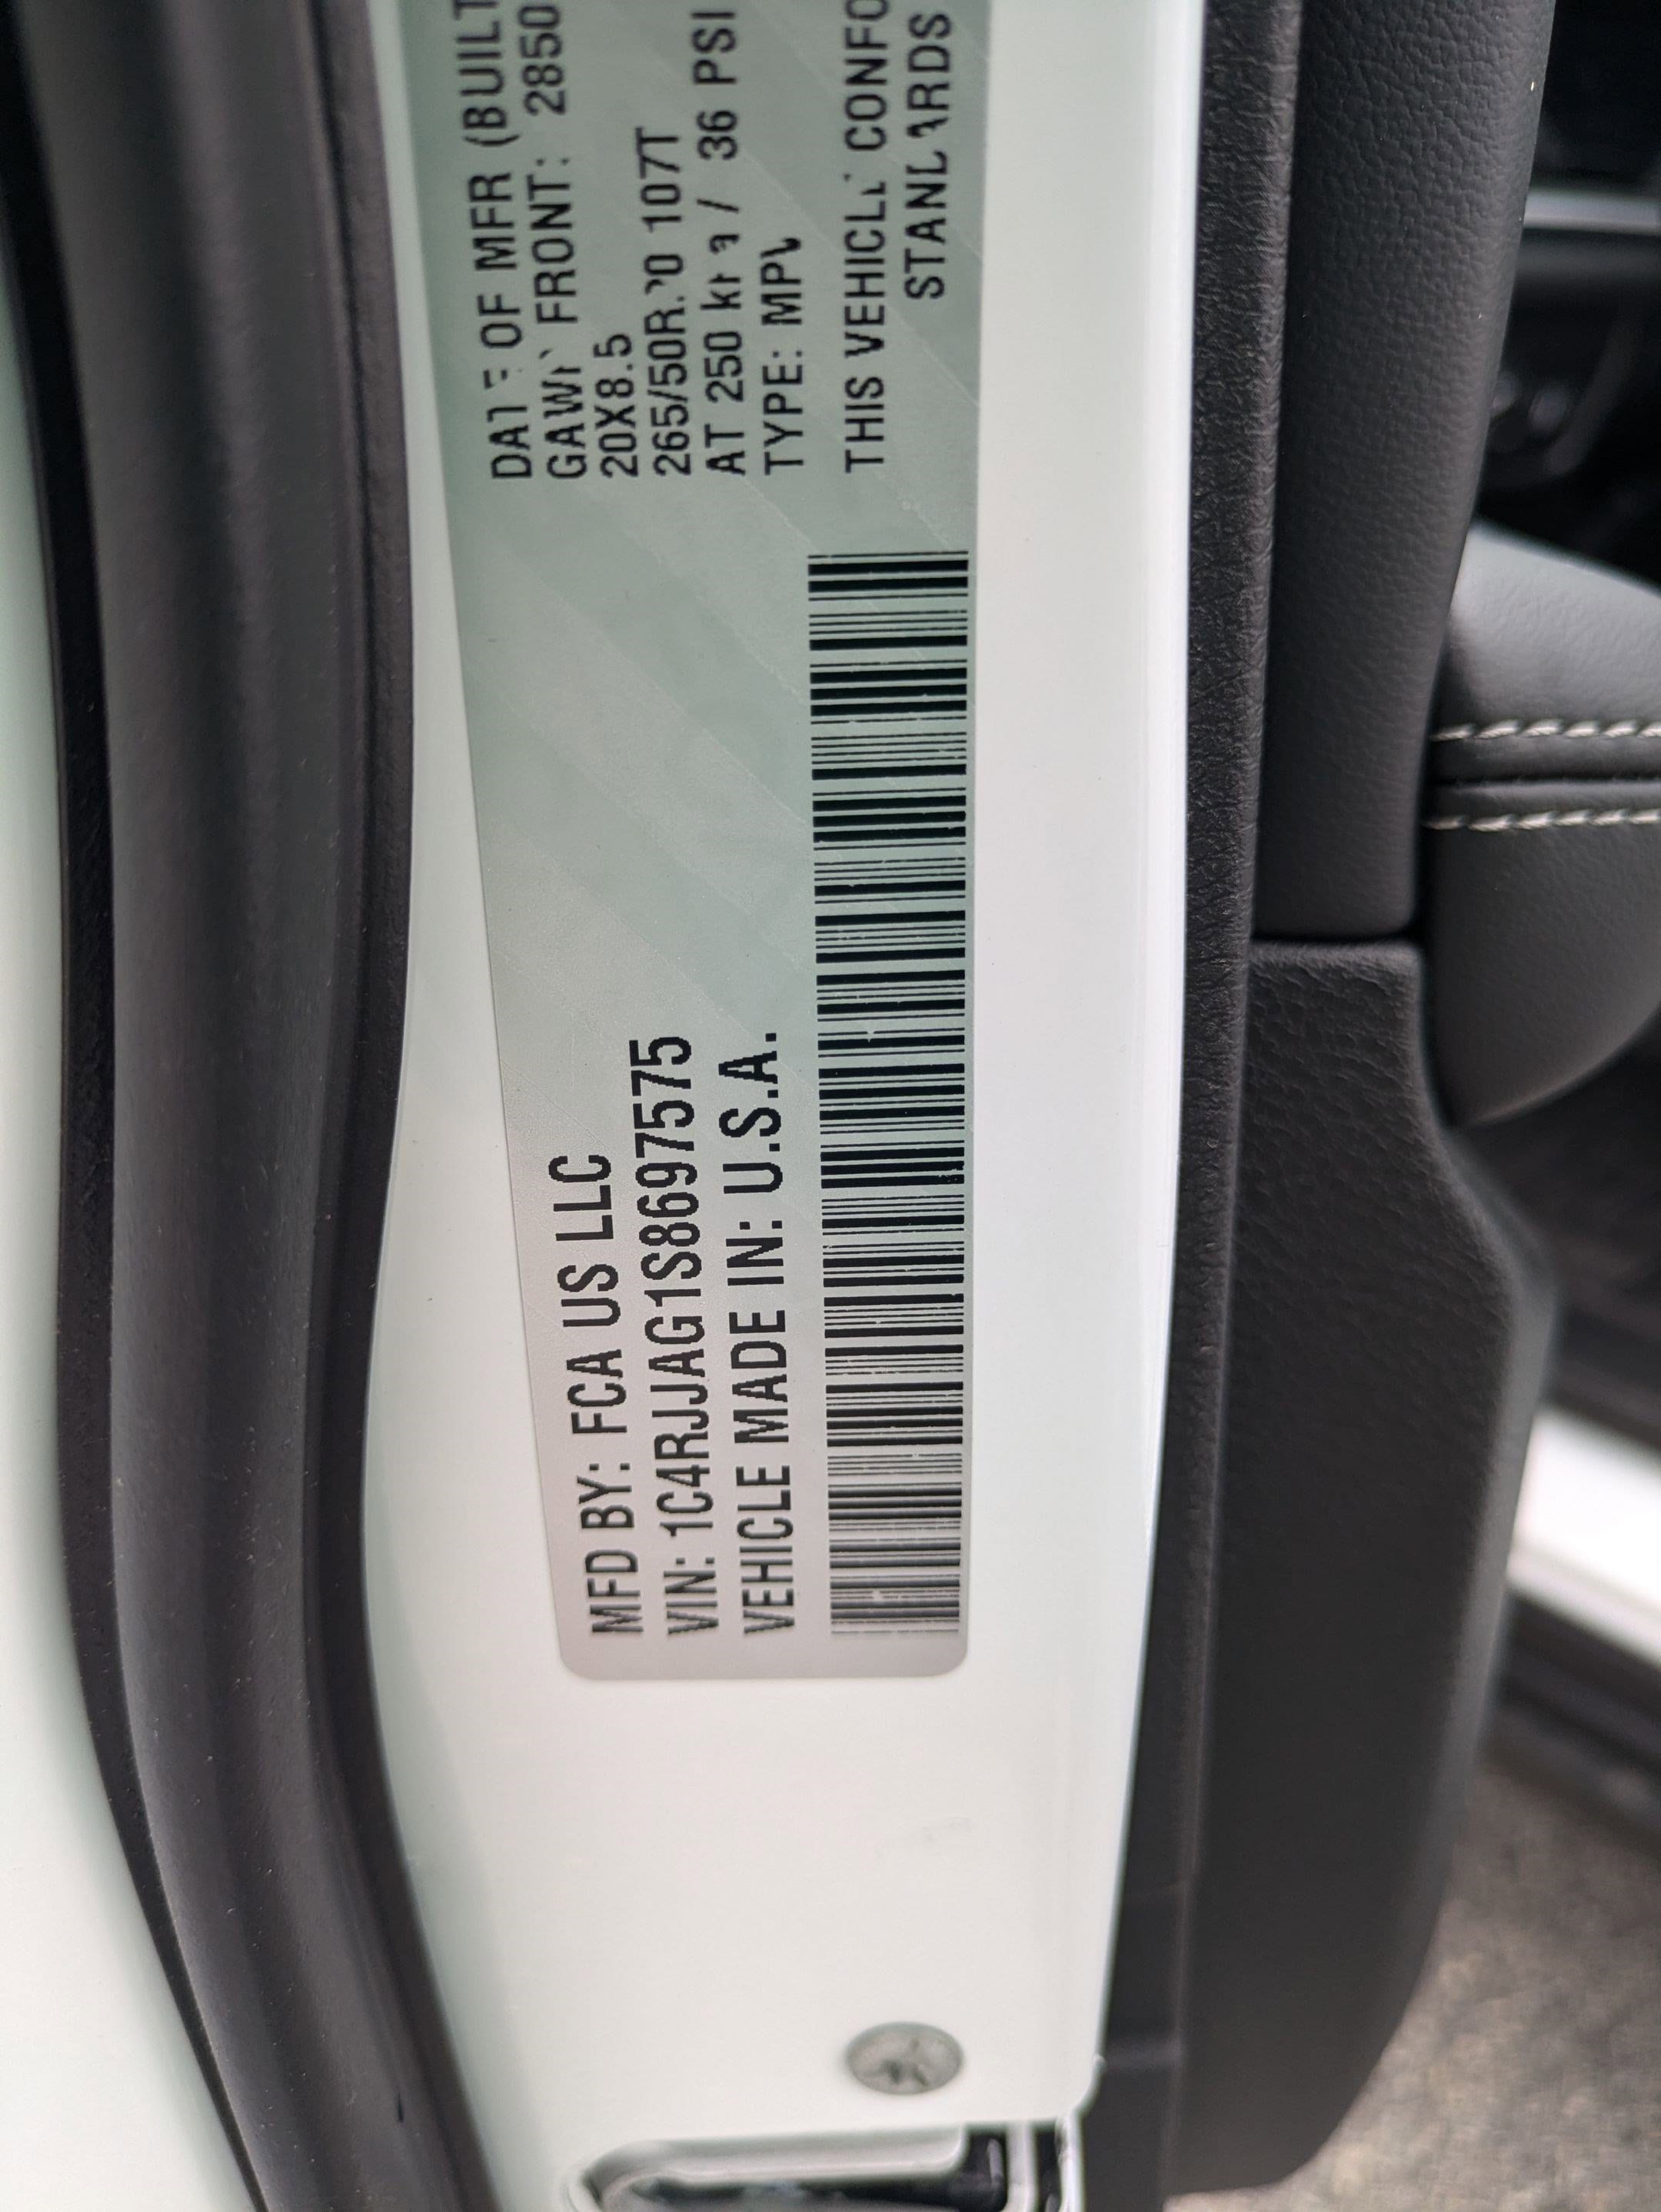 MFD BY: FCA US LLC
VIN: 1C4RJJAG1S8697575
VEHICLE MADE IN: U.S.A.
DATE OF MFR (BUILT
GAWR FRONT: 2850
20X8.5
265/50R20 107T
AT 250 kPa / 36 PSI
TYPE: MPV
THIS VEHICLE CONFO
STANDARDS